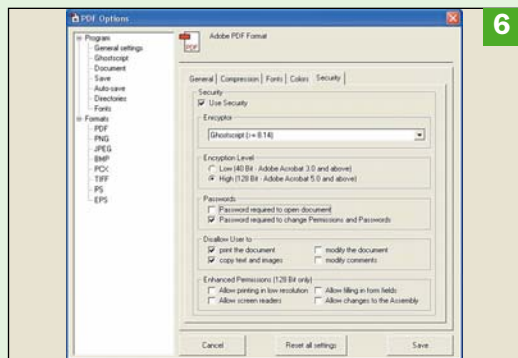 PDF Options
6
Program
General settings
Ghostscript
Document
Save
Auto-save
Directories
Fonts
Formats
PDF
PNG
JPEG
BMP
PCX
TIFF
PS
EPS
PDF
Adobe PDF Format
General
Compression
Fonts
Colors
Security
Security
Use Security
Encryptor
Ghostscript (>= 8.14)
Encryption Level
Low (40 Bit - Adobe Acrobat 3.0 and above)
High (128 Bit - Adobe Acrobat 5.0 and above)
Passwords
Password required to open document
Password required to change Permissions and Passwords
Disallow User to
print the document
modify the document
copy text and images
modify comments
Enhanced Permissions (128 Bit only)
Allow printing in low resolution
Allow filling in form fields
Allow screen readers
Allow changes to the Assembly
Cancel
Reset all settings
Save